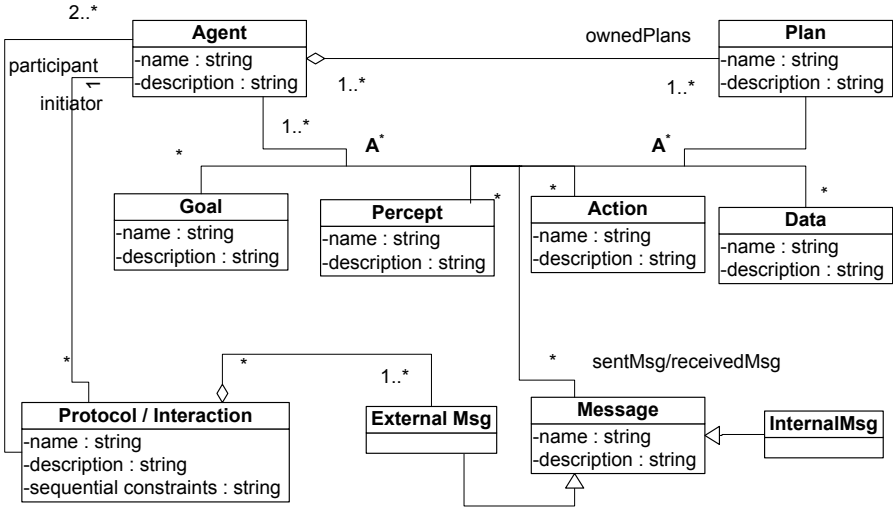 2..*
Agent
-name : string
-description : string
ownedPlans
Plan
-name : string
-description : string
participant
1
initiator
1..*
1..*
1..*
A*
A*
*
*
*
*
Goal
-name : string
-description : string
Percept
-name : string
-description : string
Action
-name : string
-description : string
Data
-name : string
-description : string
*
*
1..*
*
sentMsg/receivedMsg
Protocol / Interaction
-name : string
-description : string
-sequential constraints : string
External Msg
Message
-name : string
-description : string
InternalMsg